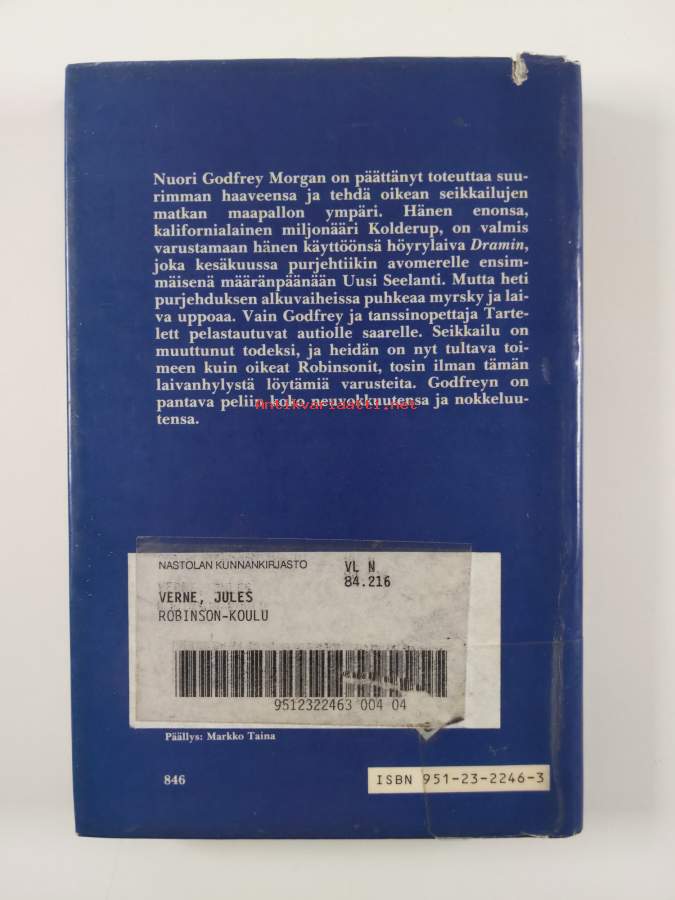 Nuori Godfrey Morgan on päättänyt toteuttaa suu-
rimman haaveensa ja tehdä oikean seikkailujen
matkan maapallon ympäri. Hänen enonsa,
kalifornialainen miljonääri Kolderup, on valmis
varustamaan hänen käyttöönsä höyrylaiva Dramin,
joka kesäkuussa purjehtiikin avomerelle ensim-
mäisenä määränpäänään Uusi Seelanti. Mutta heti
purjehduksen alkuvaiheissa puhkeaa myrsky ja lai-
va uppoaa. Vain Godfrey ja tanssinopettaja Tarte-
lett pelastautuvat autiolle saarelle. Seikkailu on
muuttunut todeksi, ja heidän on nyt tultava toi-
meen kuin oikeat Robinsonit, tosin ilman tämän
laivanhylystä löytämiä varusteita. Godfreyn on
pantava peliin koko neuvokkuutensa ja nokkeluu-
tensa.
Antikvariaatti.net
NASTOLAN KUNNANKIRJASTO
VL N
84.216
VERNE, JULES
ROBINSON-KOULU
9512322463 004 04
Päällys: Markko Taina
846
ISBN 951-23-2246-3